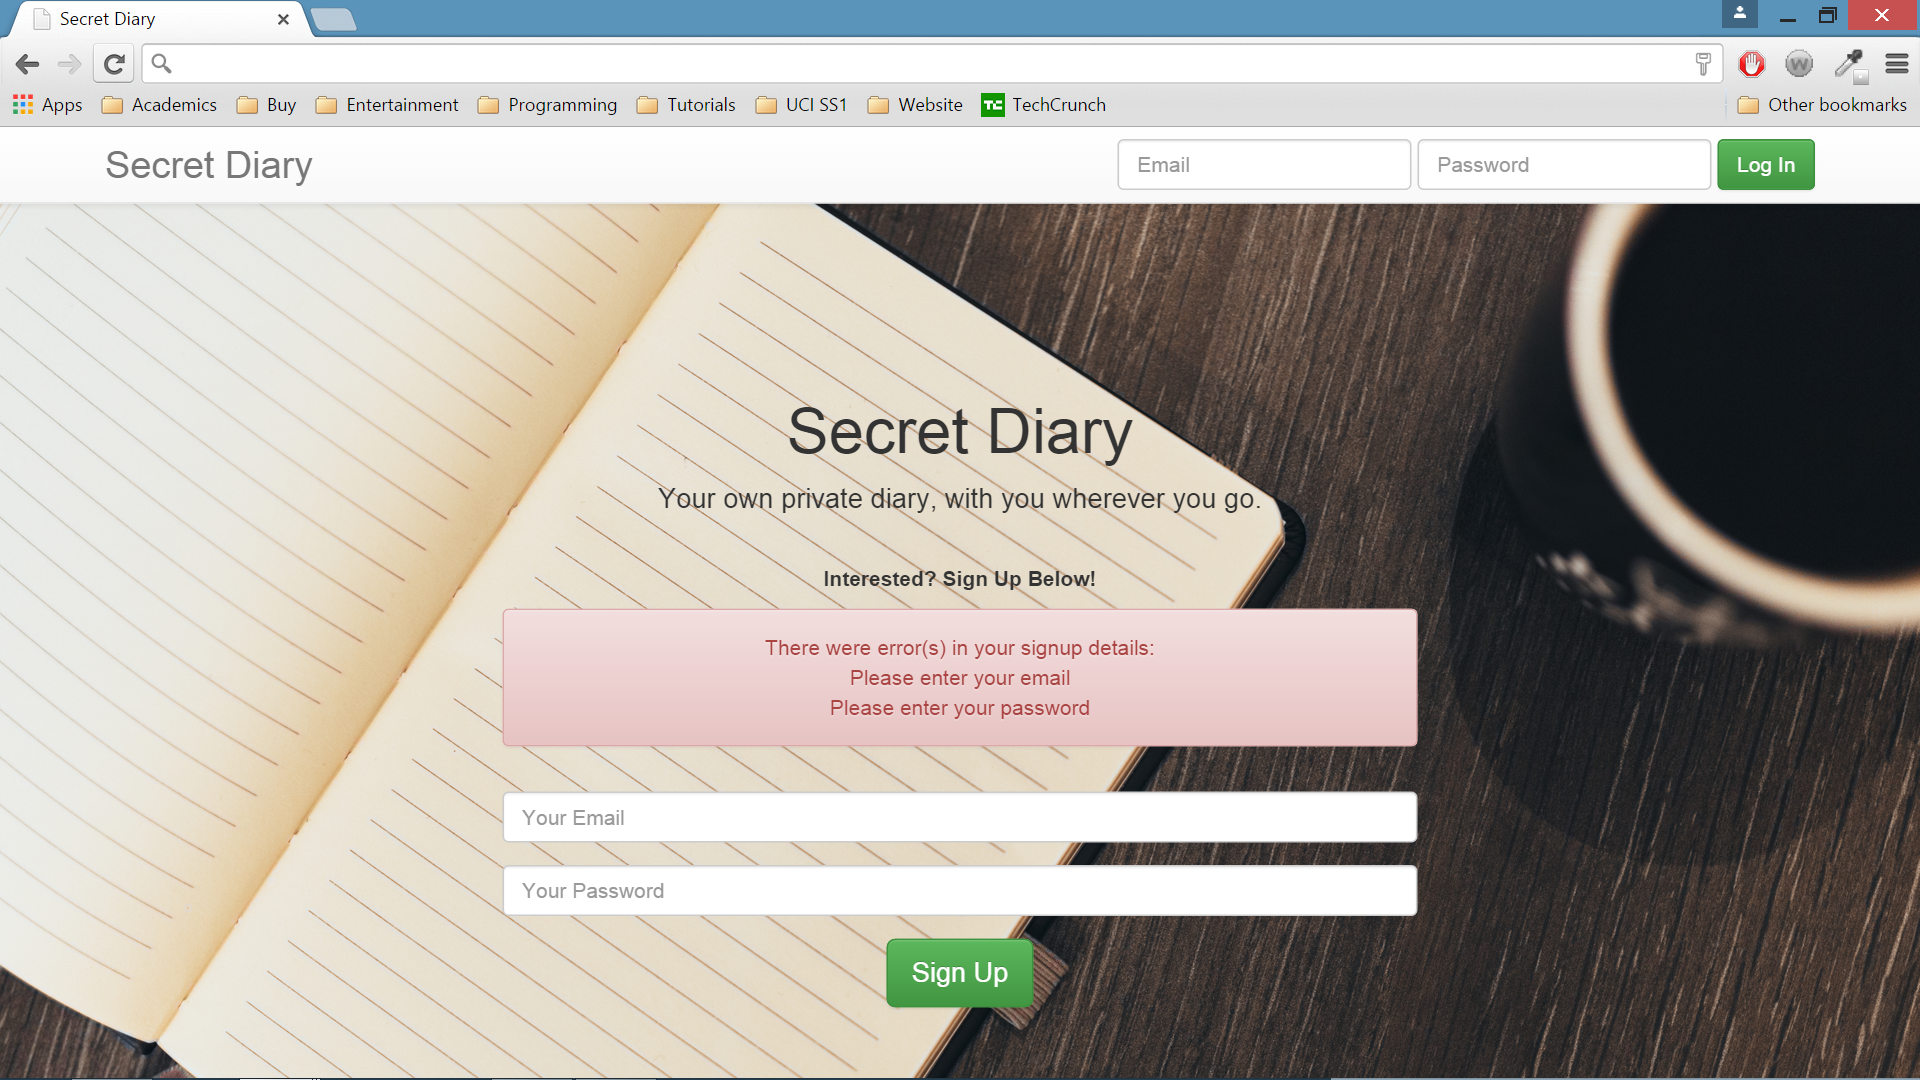 Secret Diary
Apps Academics Buy Entertainment Programming Tutorials UCI SS1 Website TC TechCrunch Other bookmarks
Secret Diary Email Password Log In
Secret Diary
Your own private diary, with you wherever you go.
Interested? Sign Up Below!
There were error(s) in your signup details:
Please enter your email
Please enter your password
Your Email
Your Password
Sign Up